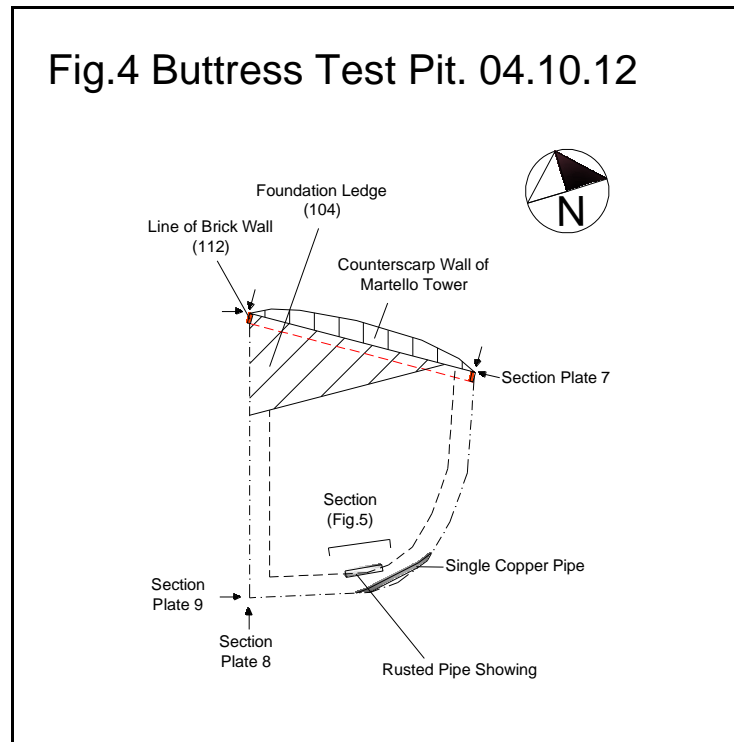 Fig.4 Buttress Test Pit. 04.10.12
N
Foundation Ledge
(104)
Line of Brick Wall
(112)
Counterscarp Wall of
Martello Tower
Section Plate 7
Section
(Fig.5)
Single Copper Pipe
Section
Plate 9
Section
Plate 8
Rusted Pipe Showing